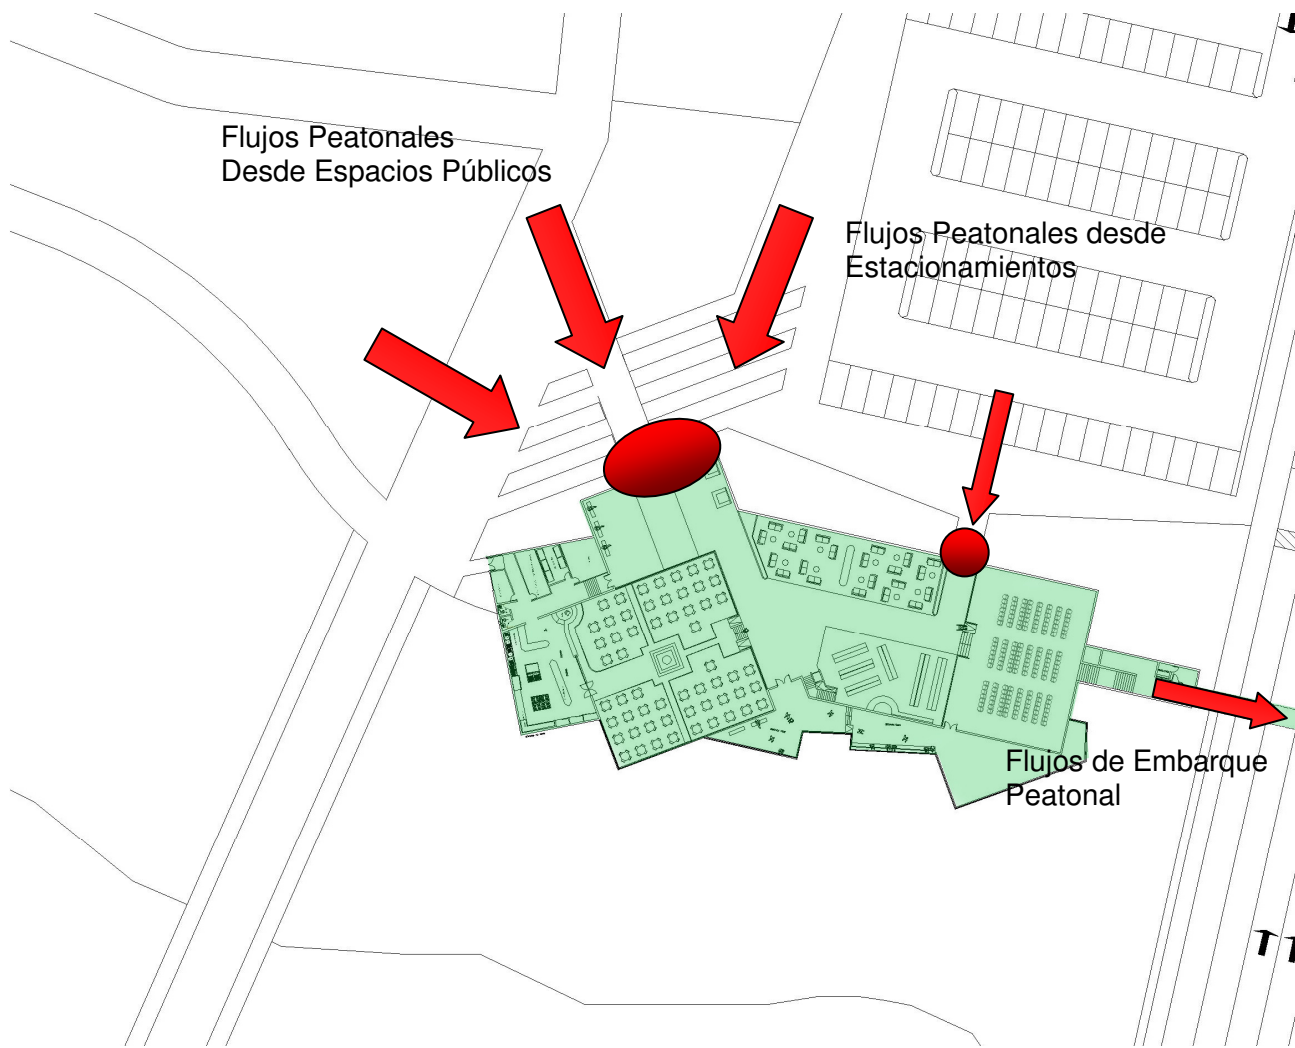 Flujos Peatonales
Desde Espacios Públicos
Flujos Peatonales desde
Estacionamientos
Flujos de Embarque
Peatonal